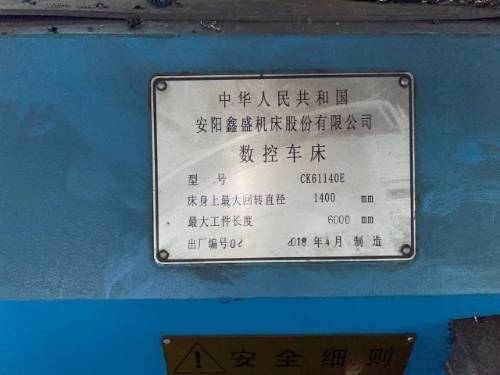 中华人民共和国
安阳鑫盛机床股份有限公司
数控车床
型 号 CK61140E
床身上最大回转直径 1400 mm
最大工件长度 6000 mm
出厂编号02 2018 年4月 制造
安全细则